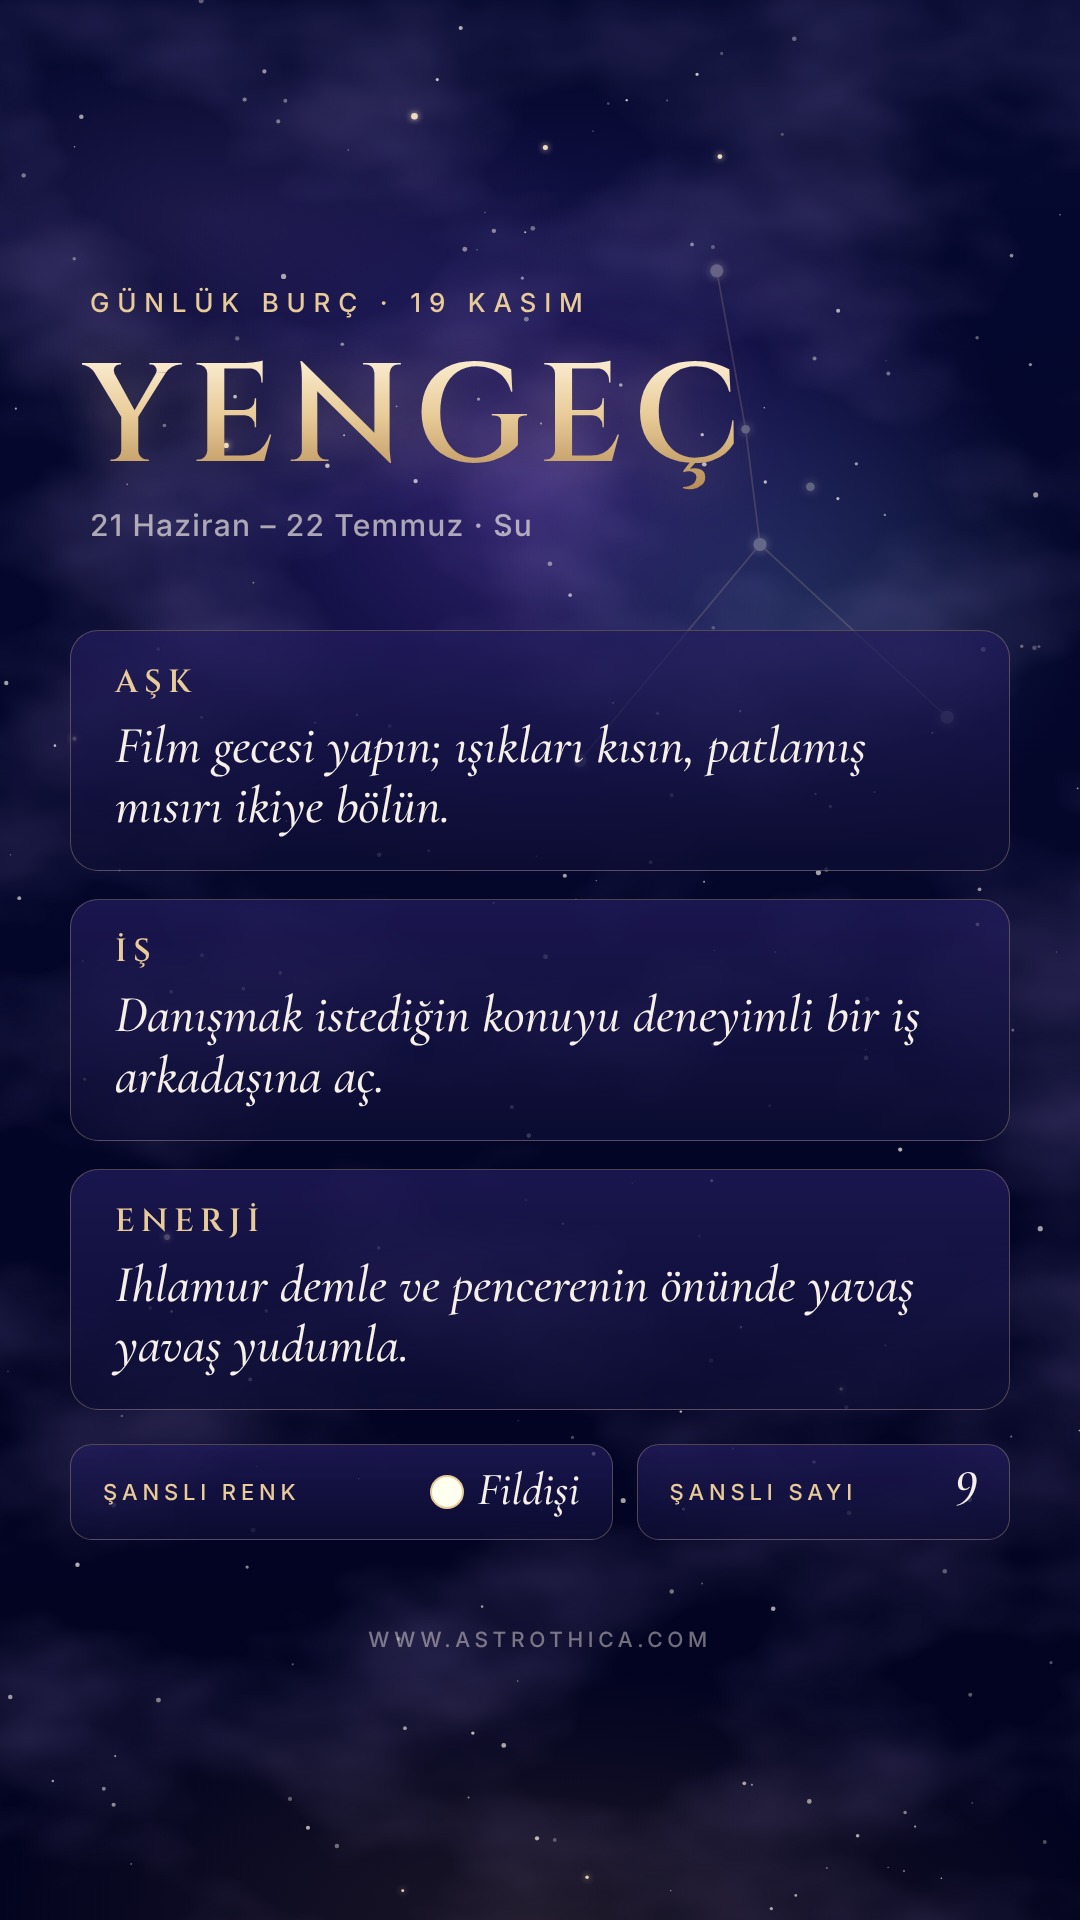 GÜNLÜK BURÇ · 19 KASIM
YENGEÇ
21 Haziran – 22 Temmuz · Su
AŞK
Film gecesi yapın; ışıkları kısın, patlamış
mısırı ikiye bölün.
İŞ
Danışmak istediğin konuyu deneyimli bir iş
arkadaşına aç.
ENERJİ
Ihlamur demle ve pencerenin önünde yavaş
yavaş yudumla.
ŞANSLI RENK Fildişi
ŞANSLI SAYI 9
WWW.ASTROTHICA.COM